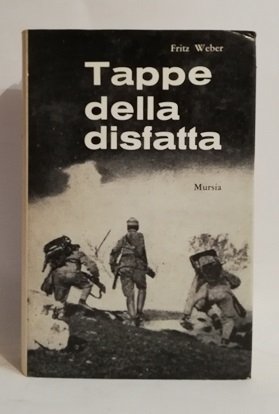 Fritz Weber
Tappe
della
disfatta
Mursia